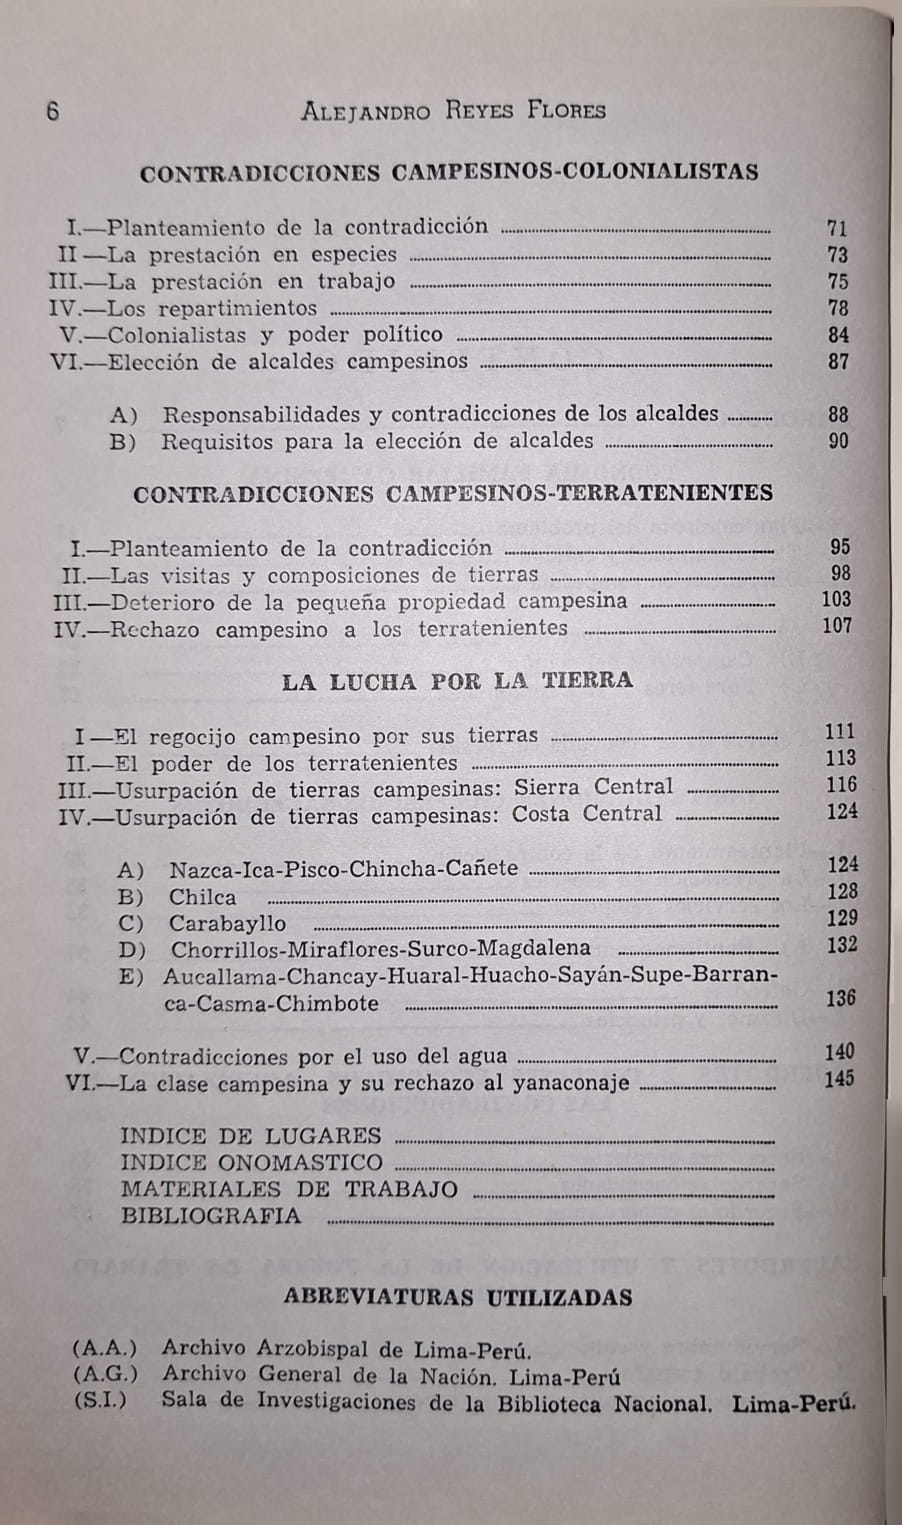 6
ALEJANDRO REYES FLORES
CONTRADICCIONES CAMPESINOS-COLONIALISTAS
I.—Planteamiento de la contradicción 71
II—La prestación en especies 73
III.—La prestación en trabajo 75
IV.—Los repartimientos 78
V.—Colonialistas y poder político 84
VI.—Elección de alcaldes campesinos 87
A) Responsabilidades y contradicciones de los alcaldes 88
B) Requisitos para la elección de alcaldes 90
CONTRADICCIONES CAMPESINOS-TERRATENIENTES
I.—Planteamiento de la contradicción 95
II.—Las visitas y composiciones de tierras 98
III.—Deterioro de la pequeña propiedad campesina 103
IV.—Rechazo campesino a los terratenientes 107
LA LUCHA POR LA TIERRA
I—El regocijo campesino por sus tierras 111
II.—El poder de los terratenientes 113
III.—Usurpación de tierras campesinas: Sierra Central 116
IV.—Usurpación de tierras campesinas: Costa Central 124
A) Nazca-Ica-Pisco-Chincha-Cañete 124
B) Chilca 128
C) Carabayllo 129
D) Chorrillos-Miraflores-Surco-Magdalena 132
E) Aucallama-Chancay-Huaral-Huacho-Sayán-Supe-Barran-
ca-Casma-Chimbote 136
V.—Contradicciones por el uso del agua 140
VI.—La clase campesina y su rechazo al yanaconaje 145
INDICE DE LUGARES
INDICE ONOMASTICO
MATERIALES DE TRABAJO
BIBLIOGRAFIA
ABREVIATURAS UTILIZADAS
(A.A.) Archivo Arzobispal de Lima-Perú.
(A.G.) Archivo General de la Nación. Lima-Perú
(S.I.) Sala de Investigaciones de la Biblioteca Nacional. Lima-Perú.